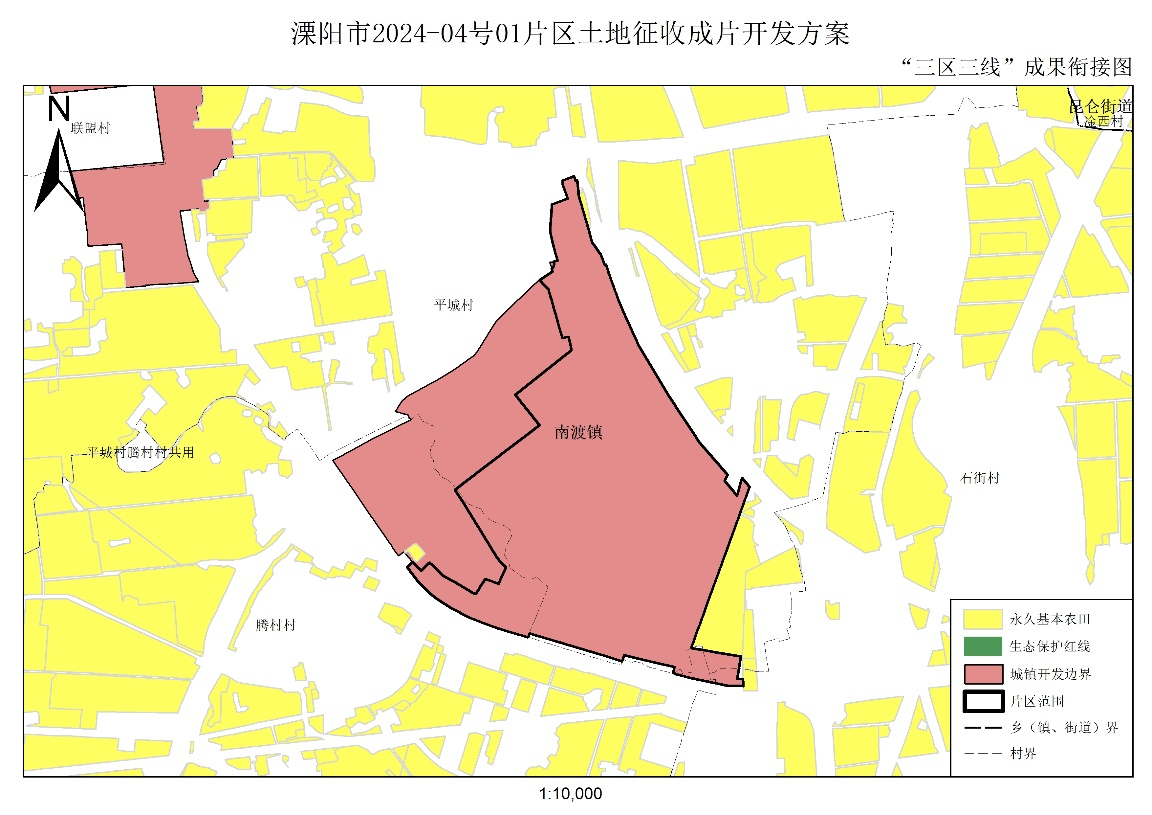 溧阳市2024-04号01片区土地征收成片开发方案
“三区三线”成果衔接图
N
联盟村
昆仑街道
淦西村
平城村
南渡镇
平城村腾村村共用
石街村
腾村村
永久基本农田
生态保护红线
城镇开发边界
片区范围
乡（镇、街道）界
村界
1:10,000